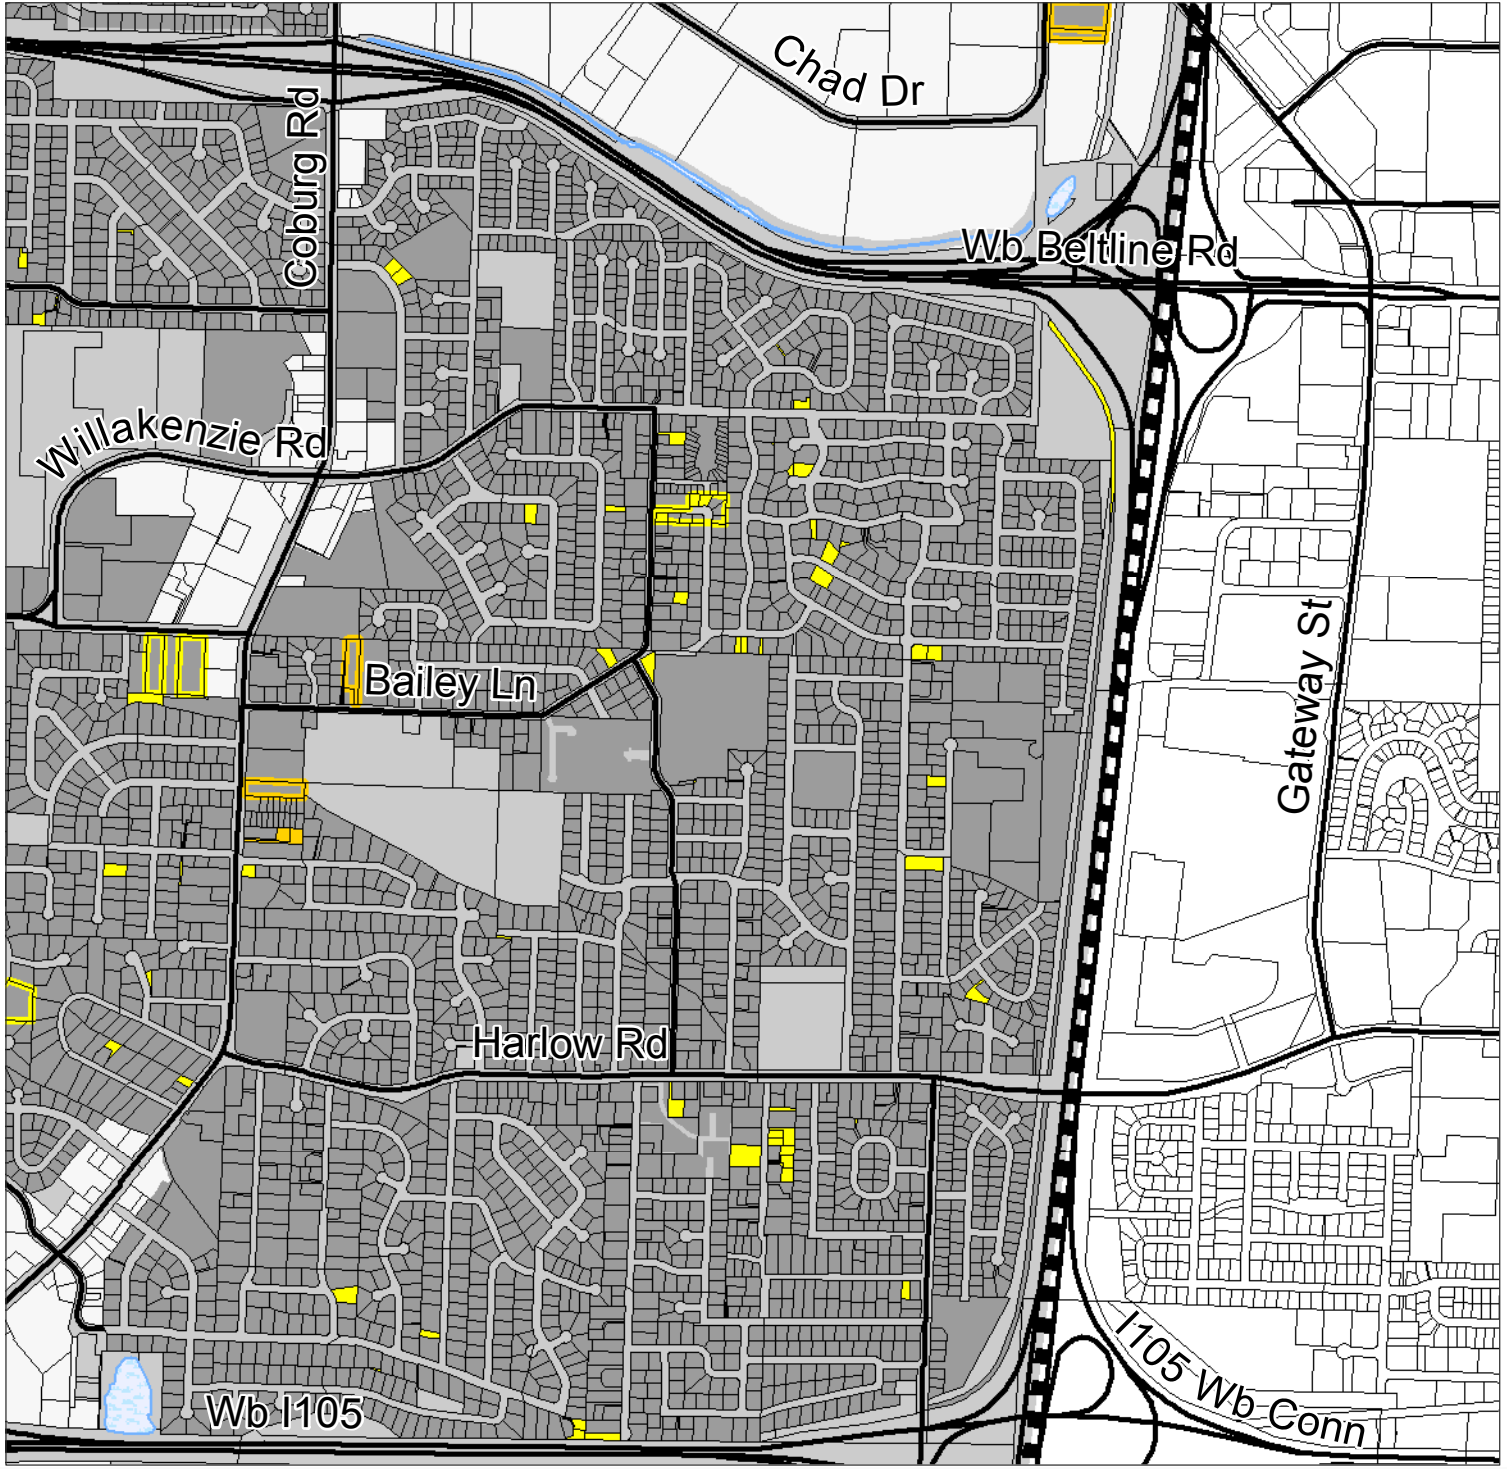 Chad Dr
Coburg Rd
Wb Beltline Rd
Willakenzie Rd
Gateway St
Bailey Ln
Harlow Rd
I105 Wb Conn
Wb I105